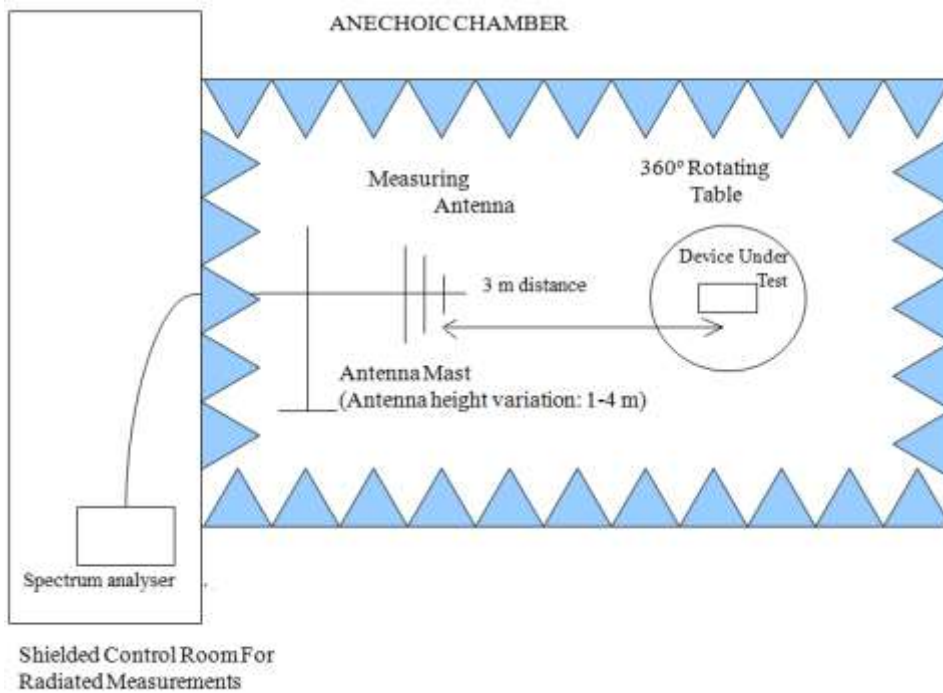 ANECHOIC CHAMBER
Measuring
Antenna
360º Rotating
Table
Device Under
Test
3 m distance
Antenna Mast
(Antenna height variation: 1-4 m)
Spectrum analyser
Shielded Control Room For
Radiated Measurements